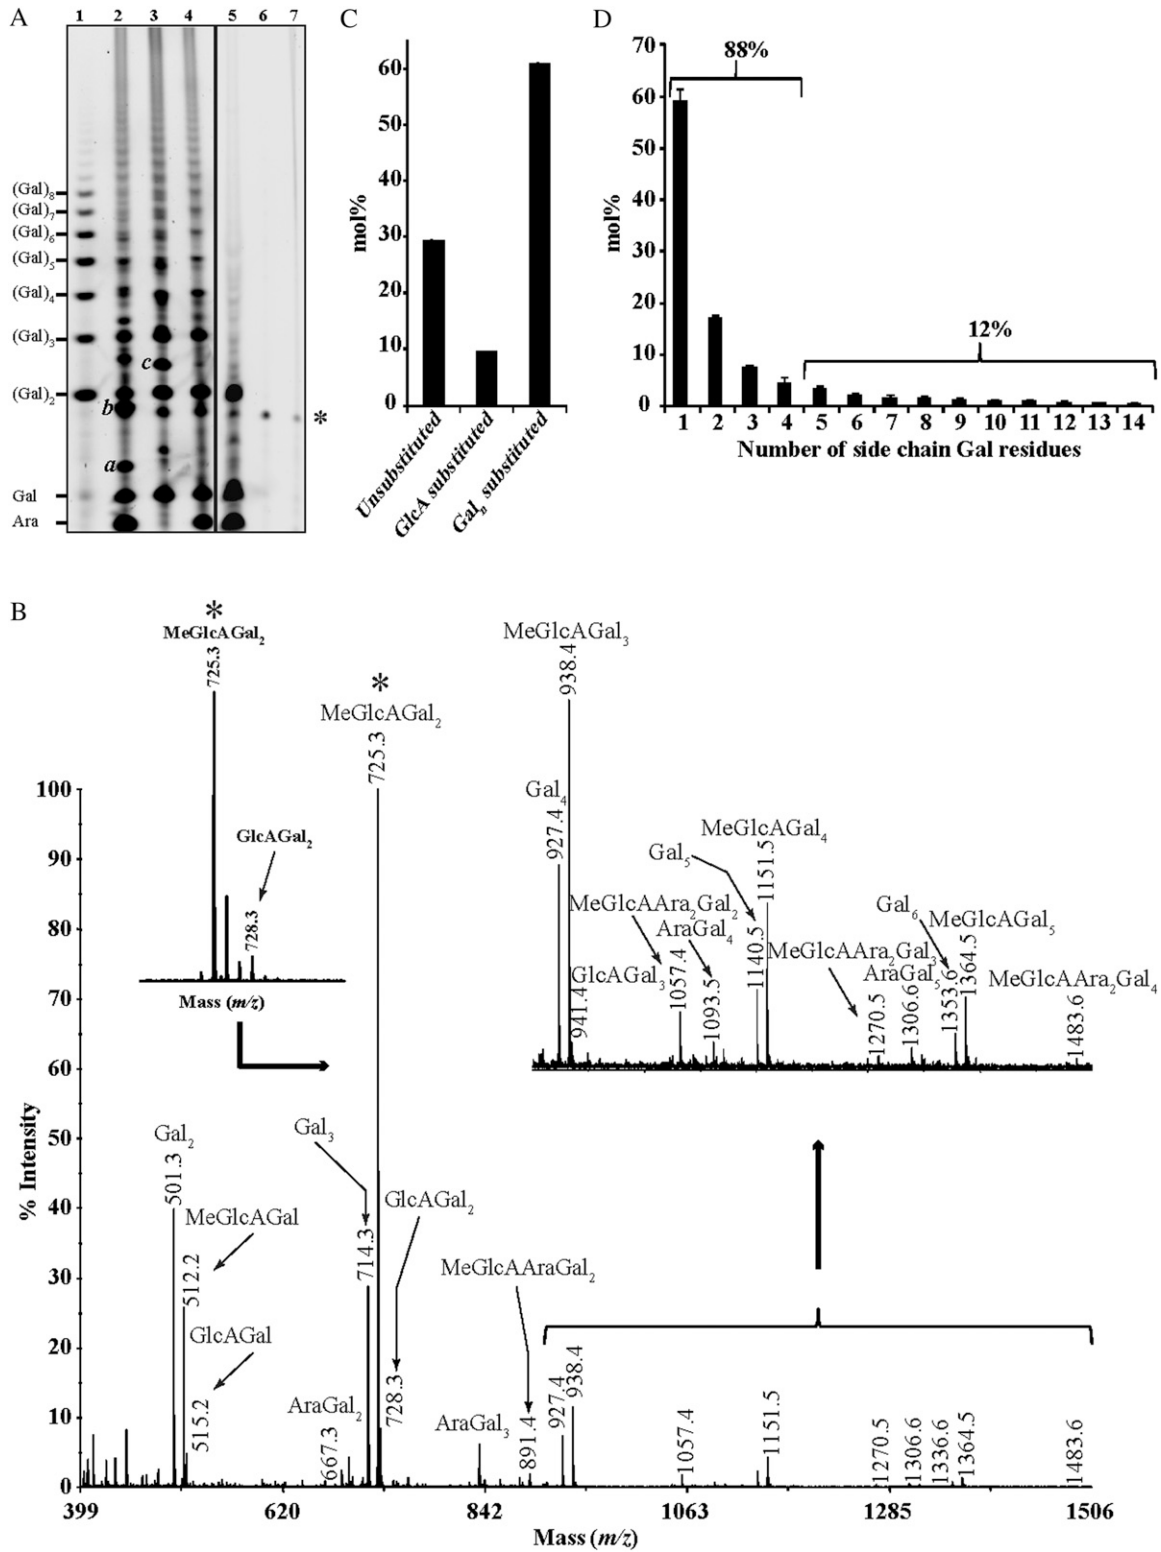 A
1 2 3 4 5 6 7
(Gal)8
(Gal)7
(Gal)6
(Gal)5
(Gal)4
(Gal)3
(Gal)2
Gal
Ara
c
b
a
*
C
mol%
60
50
40
30
20
10
0
Unsubstituted
GlcA substituted
Galn substituted
D
mol%
70
60
50
40
30
20
10
0
88%
12%
1 2 3 4 5 6 7 8 9 10 11 12 13 14
Number of side chain Gal residues
B
*
MeGlcAGal2
725.3
GlcAGal2
728.3
Mass (m/z)
*
MeGlcAGal2
725.3
MeGlcAGal3
938.4
Gal4
927.4
MeGlcAGal4
1151.5
Gal5
1140.5
MeGlcAAra2Gal2
1057.4
AraGal4
1093.5
GlcAGal3
941.4
Gal6
1353.6
MeGlcAGal5
1364.5
MeGlcAAra2Gal3
1270.5
AraGal5
1306.6
MeGlcAAra2Gal4
1483.6
% Intensity
100
90
80
70
60
50
40
30
20
10
0
Gal2
501.3
MeGlcAGal
512.2
GlcAGal
515.2
Gal3
714.3
GlcAGal2
728.3
AraGal2
667.3
AraGal3
MeGlcAAraGal2
891.4
927.4
938.4
1057.4
1151.5
1270.5
1306.6
1336.6
1364.5
1483.6
399 620 842 1063 1285 1506
Mass (m/z)